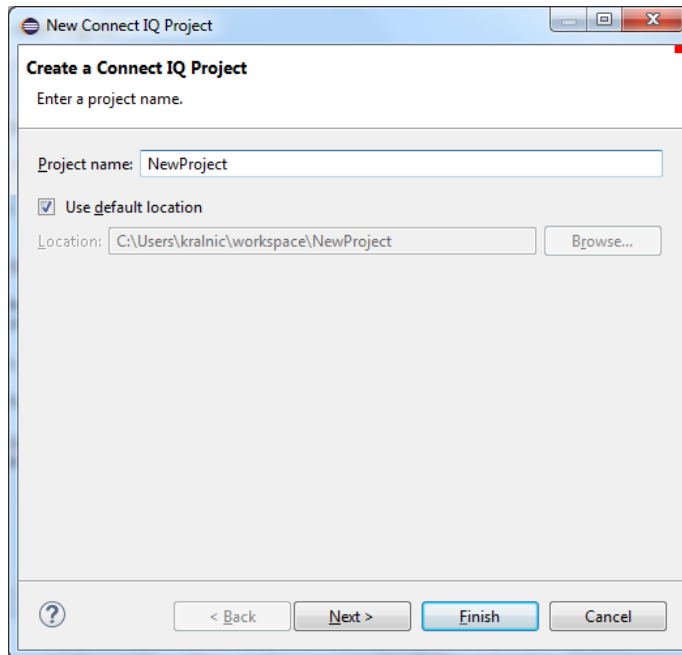 New Connect IQ Project
Create a Connect IQ Project
Enter a project name.
Project name: NewProject
Use default location
Location: C:\Users\kralnic\workspace\NewProject Browse...
? < Back Next > Finish Cancel